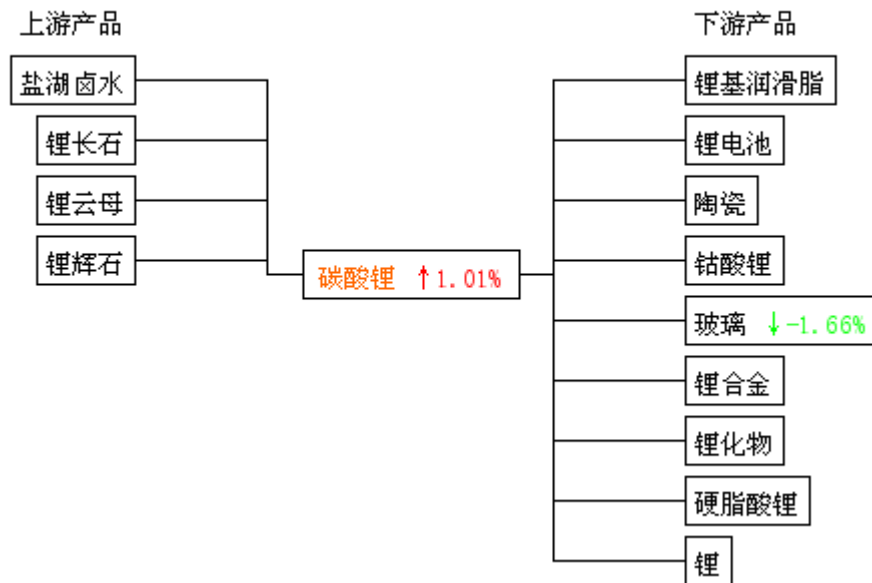 上游产品
盐湖卤水
锂长石
锂云母
锂辉石
碳酸锂 ↑1.01%
下游产品
锂基润滑脂
锂电池
陶瓷
钴酸锂
玻璃 ↓-1.66%
锂合金
锂化物
硬脂酸锂
锂